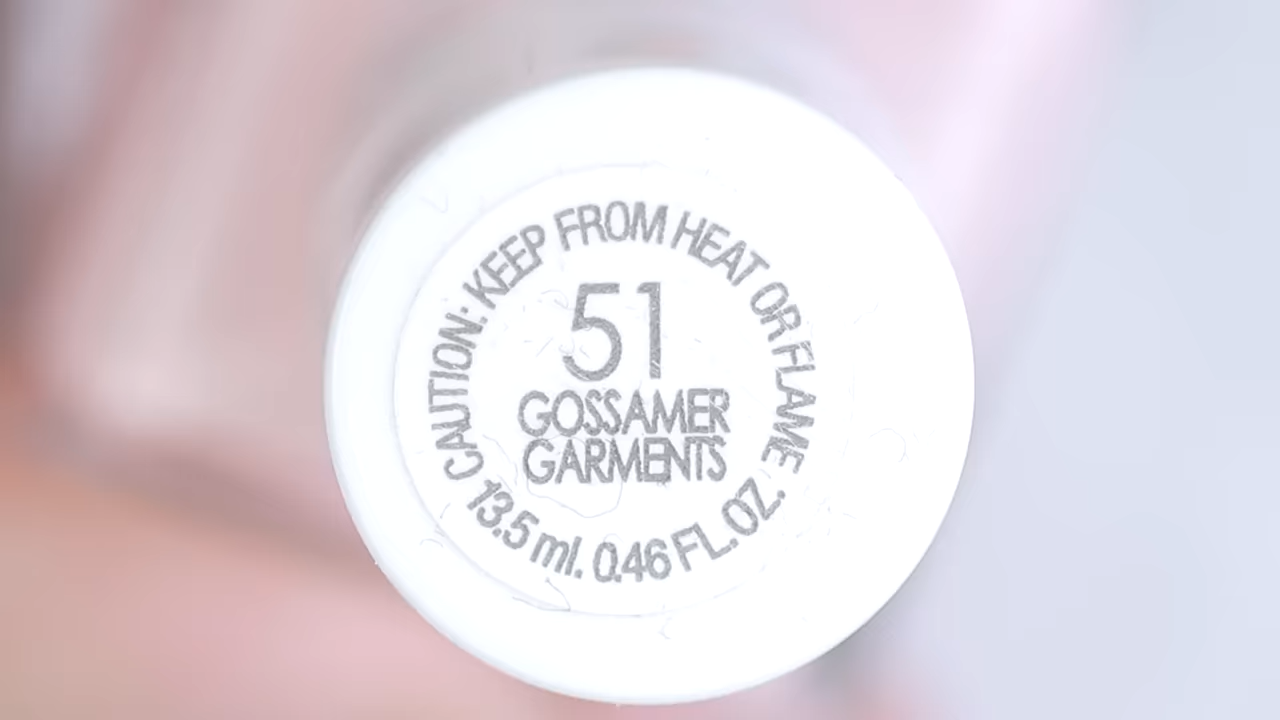 CAUTION: KEEP FROM HEAT OR FLAME
51
GOSSAMER
GARMENTS
13.5 ml. 0.46 FL.OZ.